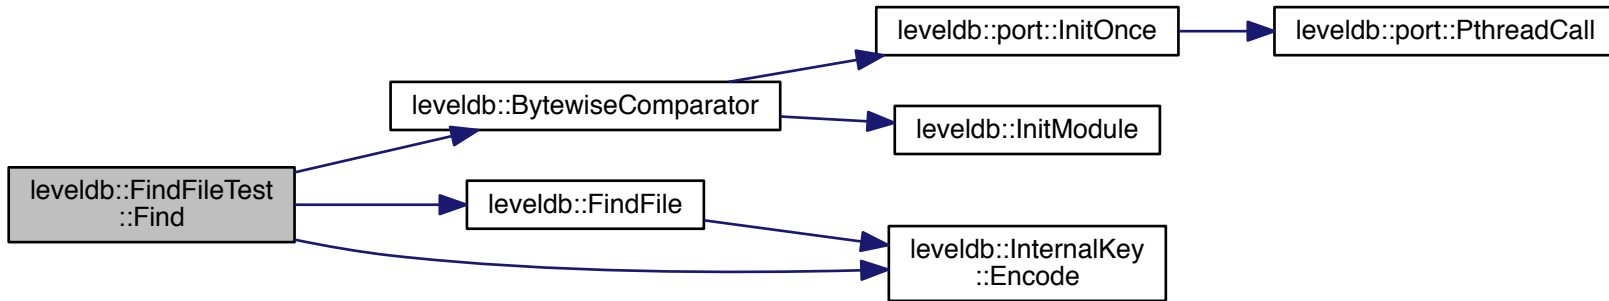 leveldb::FindFileTest
::Find
leveldb::BytewiseComparator
leveldb::FindFile
leveldb::port::InitOnce
leveldb::InitModule
leveldb::InternalKey
::Encode
leveldb::port::PthreadCall